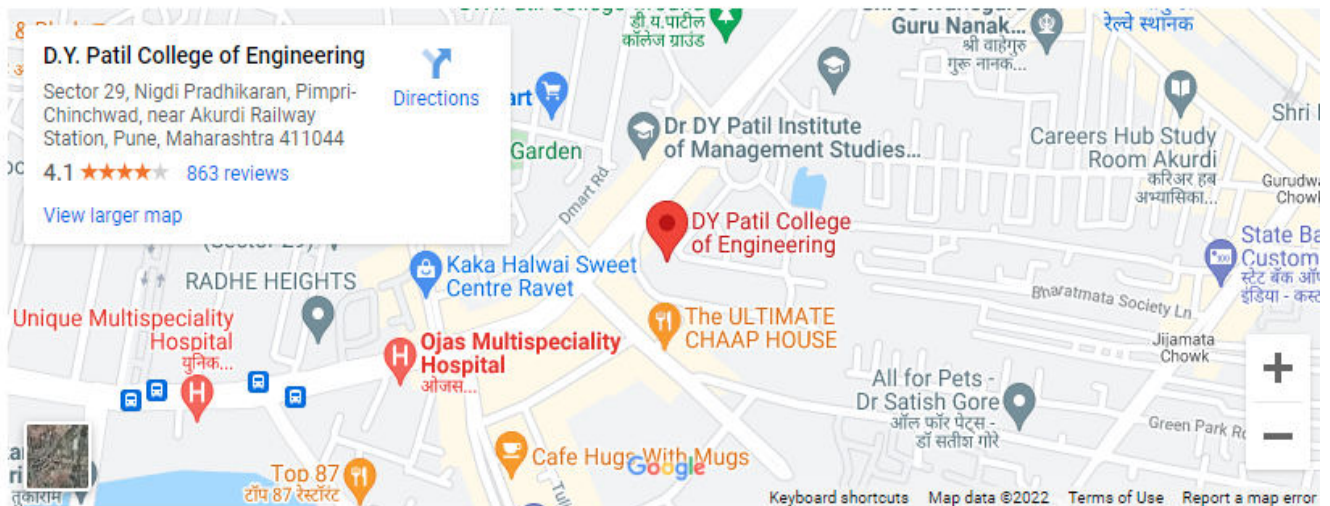 D.Y. Patil College of Engineering
Sector 29, Nigdi Pradhikaran, Pimpri-
Chinchwad, near Akurdi Railway
Station, Pune, Maharashtra 411044
4.1
863 reviews
View larger map
Directions
डी.य.पाटील
कॉलेज ग्राउंड
Guru Nanak...
श्री वाहेगुरु
गुरू नानक...
रेल्वे स्थानक
Garden
Dmart Rd.
Dr DY Patil Institute
of Management Studies...
Careers Hub Study
Room Akurdi
करिअर हब
अभ्यासिका...
Shri
Chowk
DY Patil College
of Engineering
State Ba
Custom
Bharatmata Society Ln
Jijamata
Chowk
(Sector 29)
RADHE HEIGHTS
Kaka Halwai Sweet
Centre Ravet
Unique Multispeciality
Hospital
युनिक...
Ojas Multispeciality
Hospital
ओजस...
The ULTIMATE
CHAAP HOUSE
All for Pets -
Dr Satish Gore
ऑल फॉर पेट्स -
डॉ सतीश गोरे
Green Park
Cafe Hugs With Mugs
Top 87
टॉप 87 रेस्टॉरंट
तुकाराम
Google
Keyboard shortcuts Map data ©2022 Terms of Use Report a map error